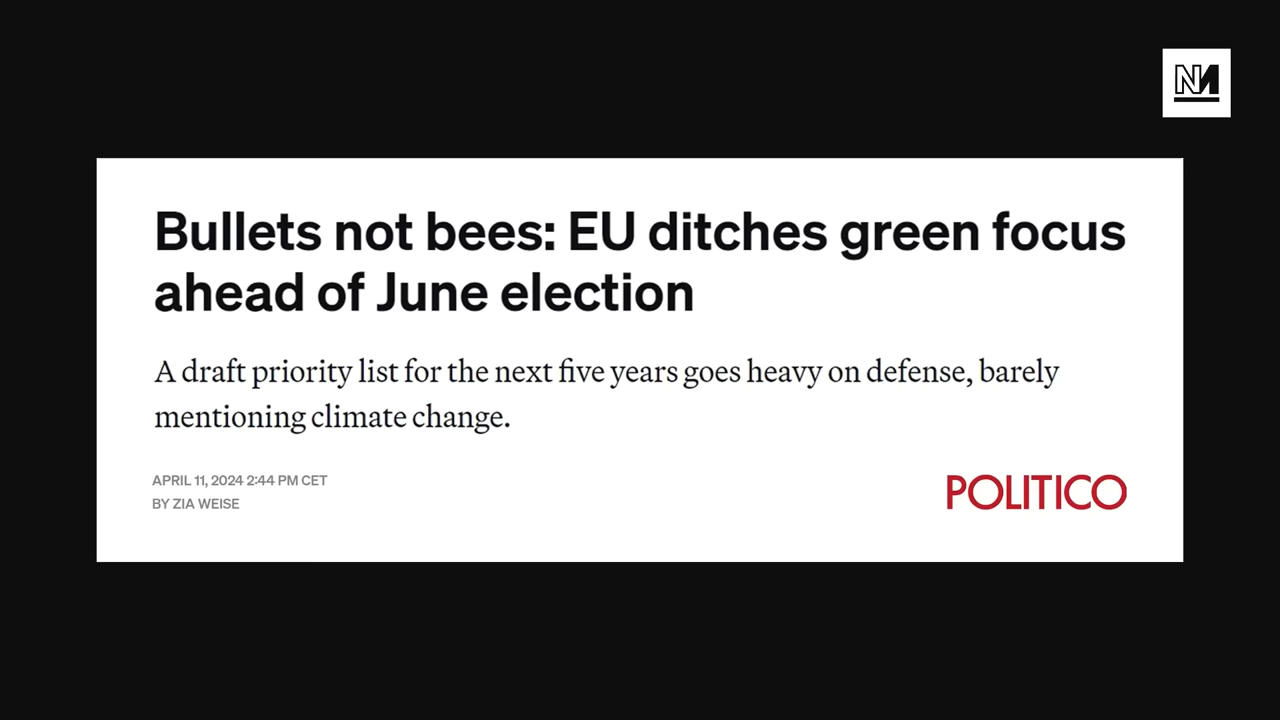 NM
Bullets not bees: EU ditches green focus
ahead of June election
A draft priority list for the next five years goes heavy on defense, barely
mentioning climate change.
APRIL 11, 2024 2:44 PM CET
BY ZIA WEISE
POLITICO